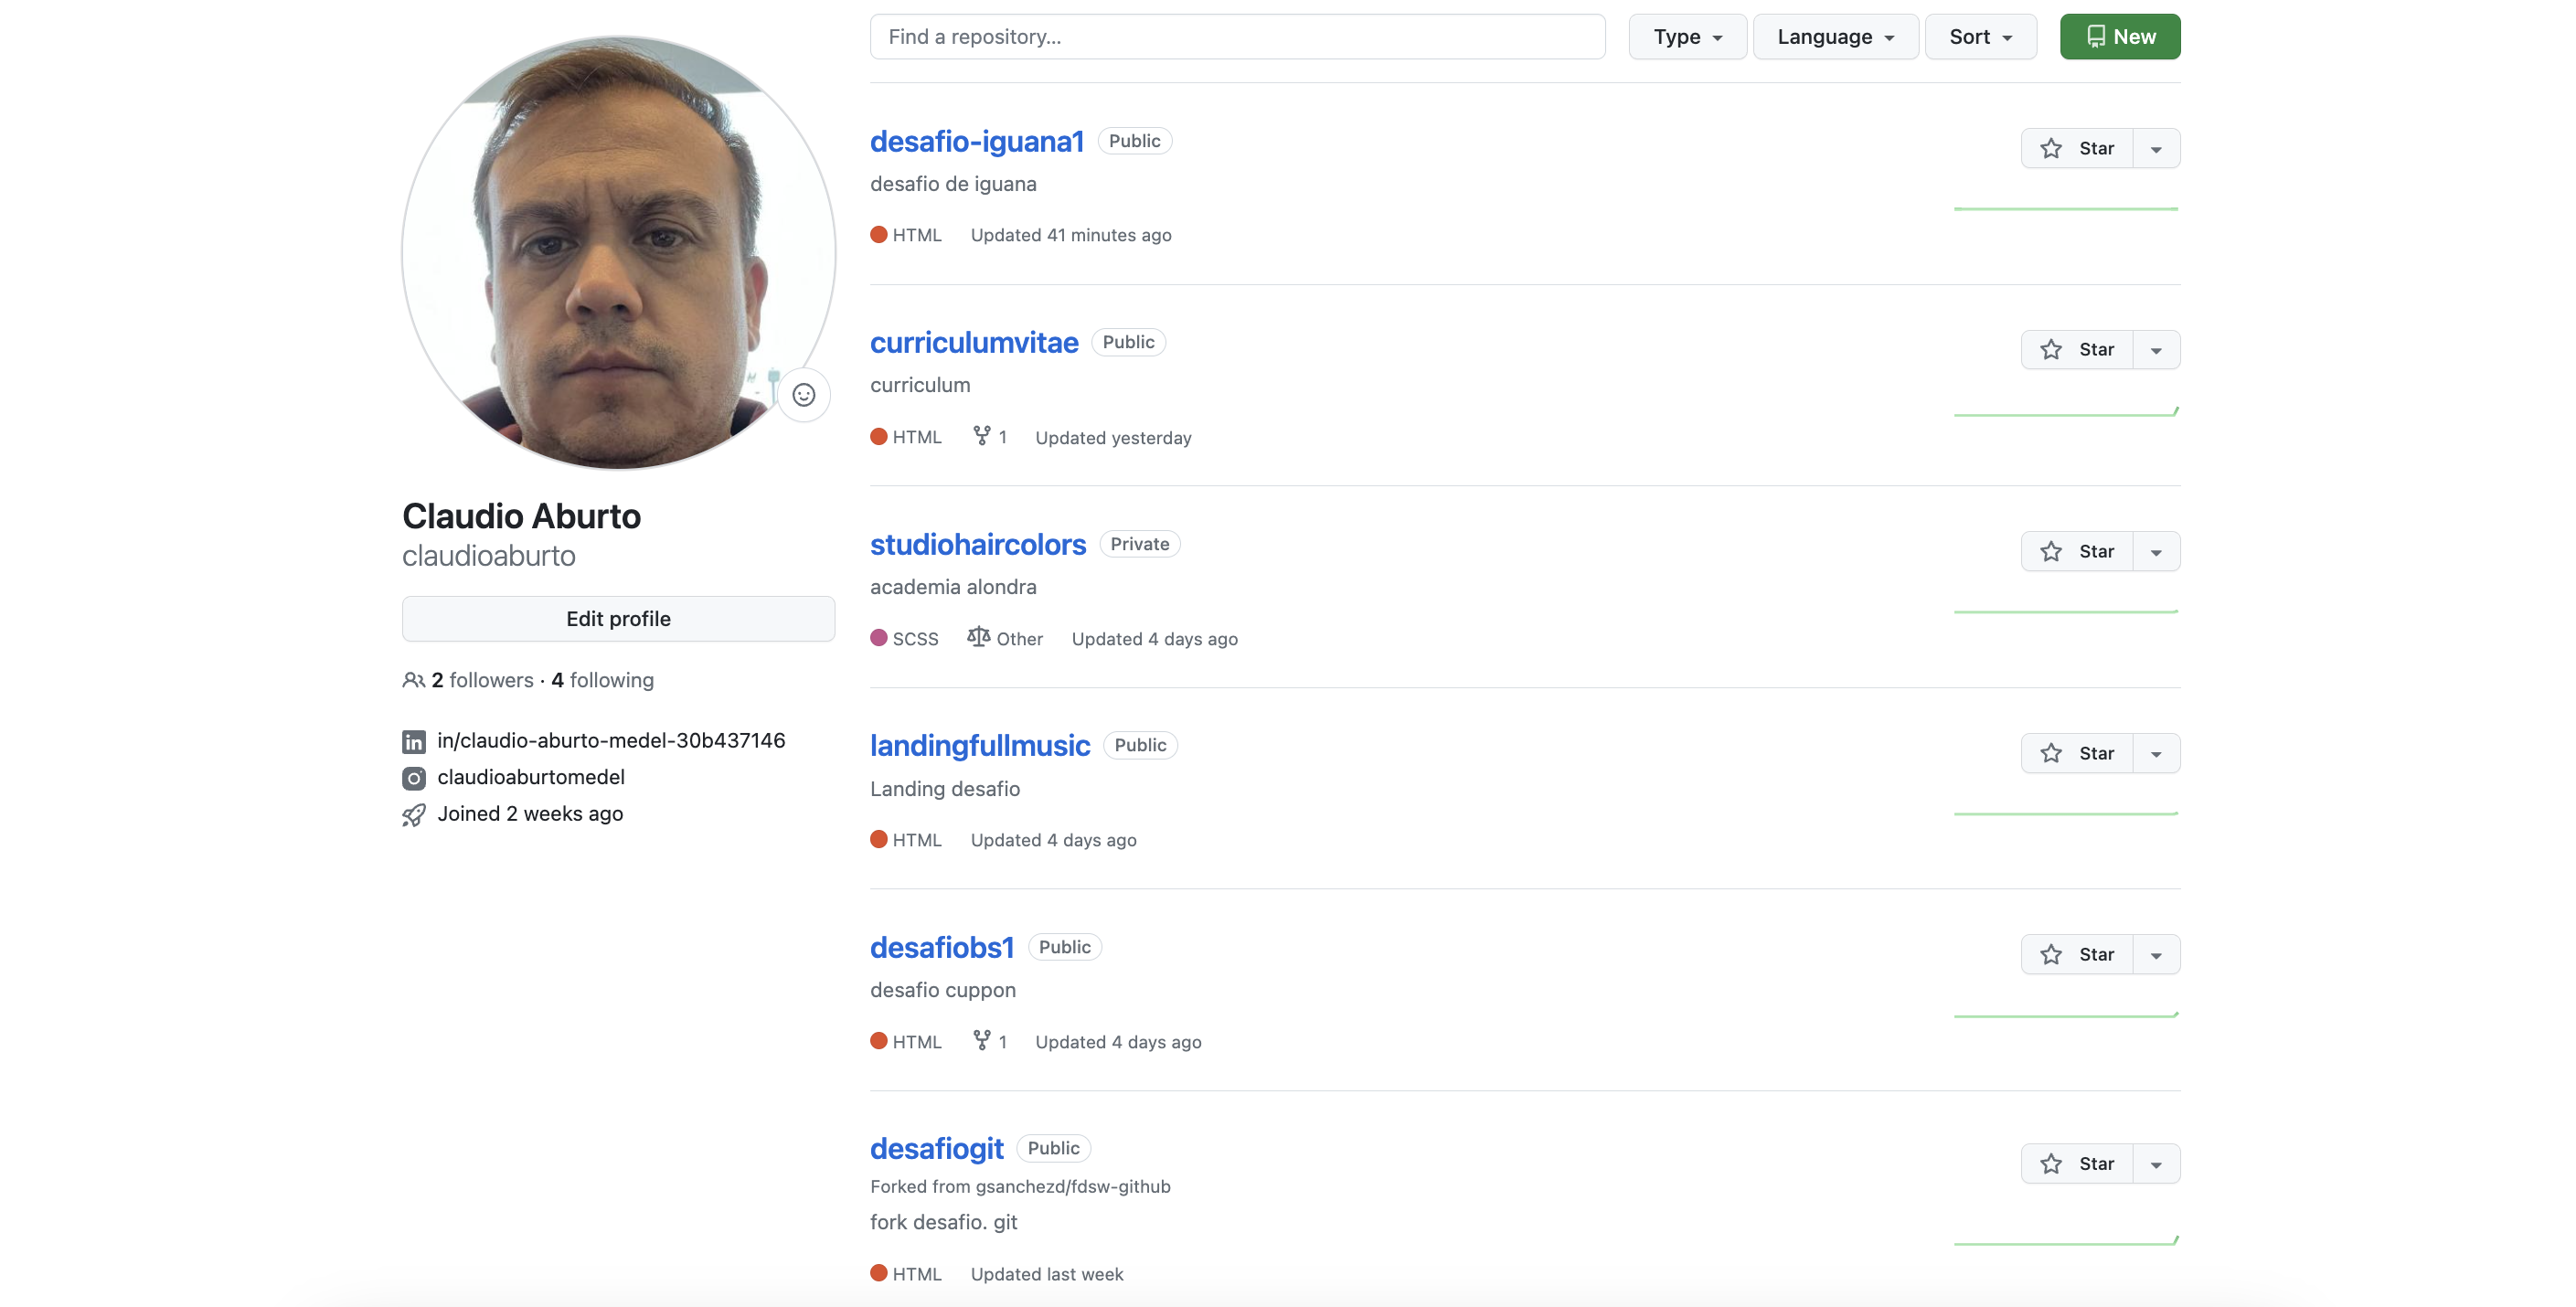 Find a repository...
Type
Language
Sort
New
Claudio Aburto
claudioaburto
Edit profile
2 followers · 4 following
in/claudio-aburto-medel-30b437146
claudioaburtomedel
Joined 2 weeks ago
desafio-iguana1 Public
Star
desafio de iguana
HTML Updated 41 minutes ago
curriculumvitae Public
Star
curriculum
HTML 1 Updated yesterday
studiohaircolors Private
Star
academia alondra
SCSS Other Updated 4 days ago
landingfullmusic Public
Star
Landing desafio
HTML Updated 4 days ago
desafiobs1 Public
Star
desafio cuppon
HTML 1 Updated 4 days ago
desafiogit Public
Star
Forked from gsanchezd/fdsw-github
fork desafio. git
HTML Updated last week